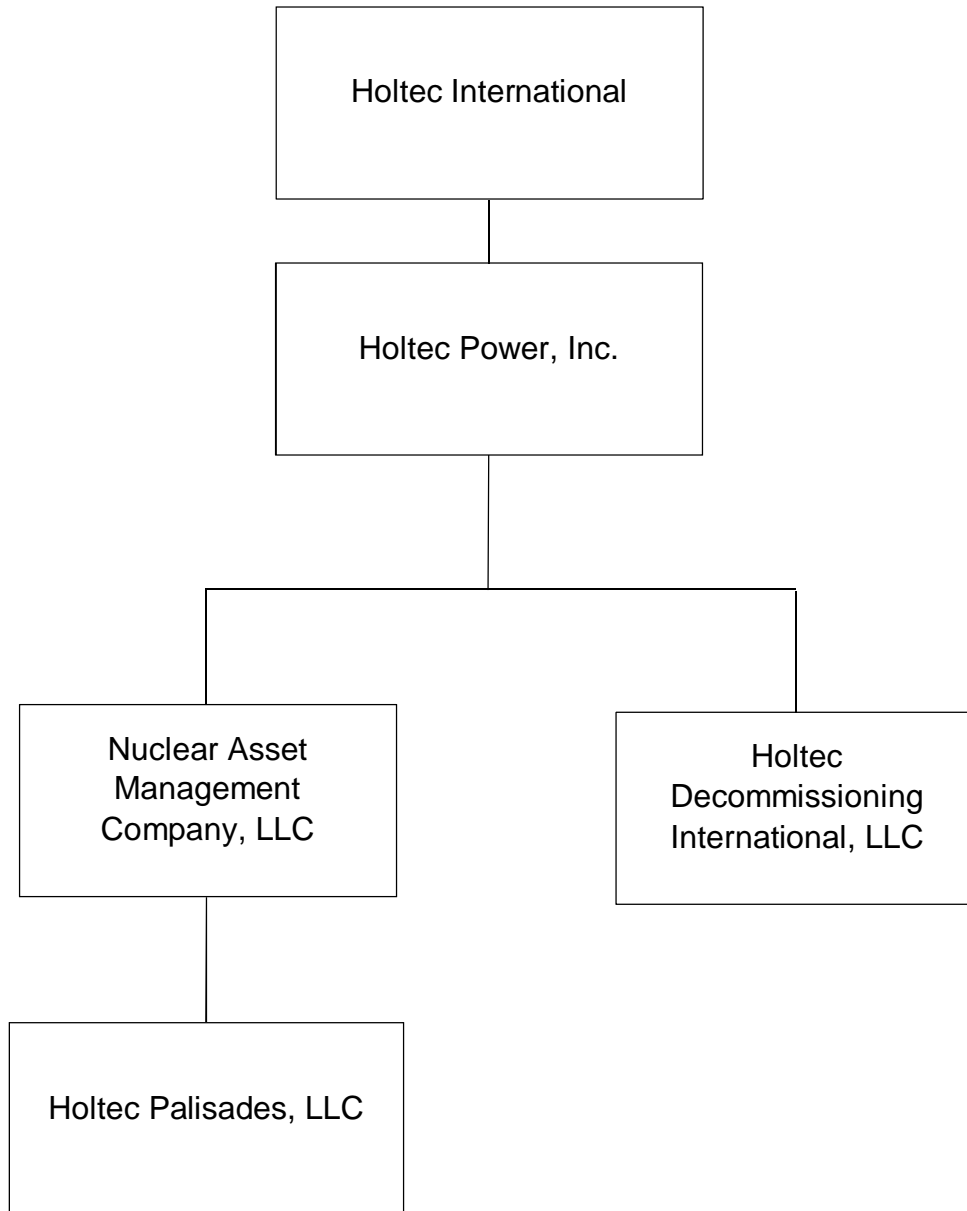 Holtec International
Holtec Power, Inc.
Nuclear Asset
Management
Company, LLC
Holtec
Decommissioning
International, LLC
Holtec Palisades, LLC